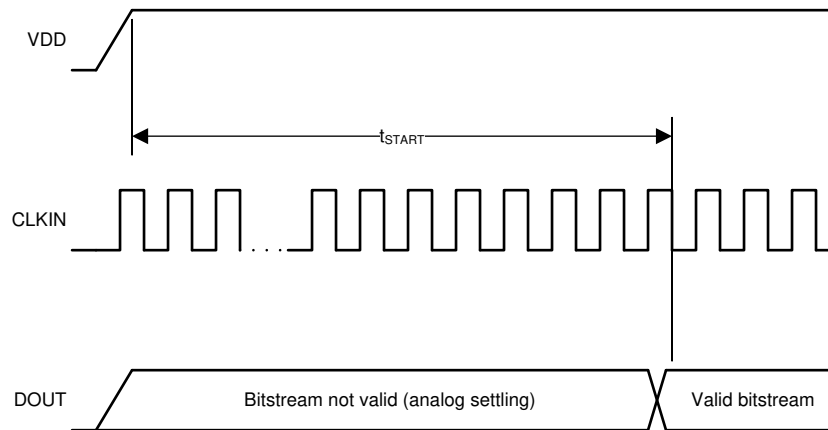 VDD
tSTART
CLKIN
. . .
DOUT
Bitstream not valid (analog settling)
Valid bitstream